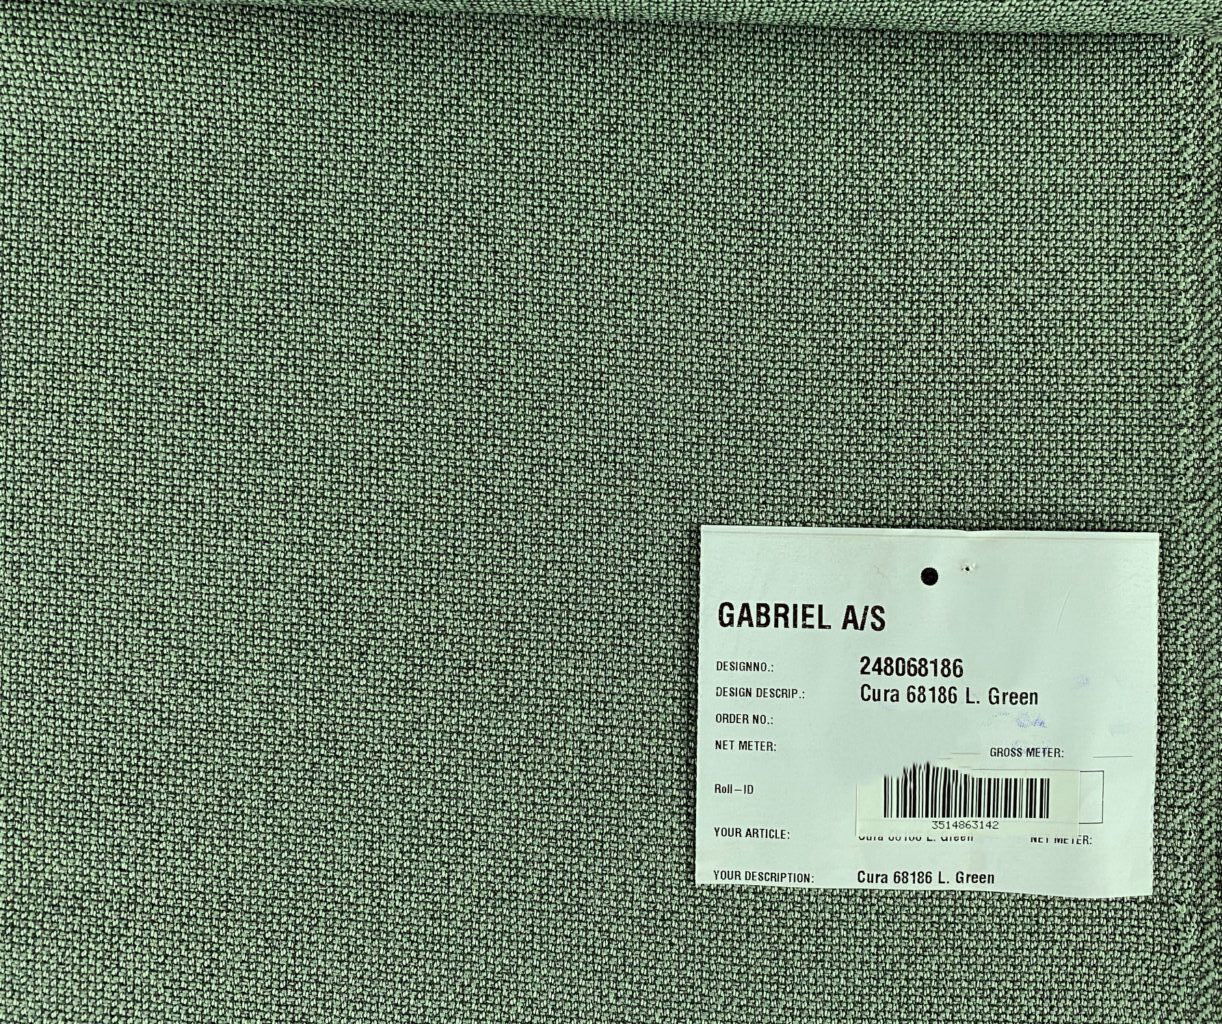 GABRIEL A/S
DESIGNNO.: 248068186
DESIGN DESCRIP.: Cura 68186 L. Green
ORDER NO.:
NET METER: GROSS METER:
Roll-ID
3514863142
YOUR ARTICLE: NET METER:
YOUR DESCRIPTION: Cura 68186 L. Green